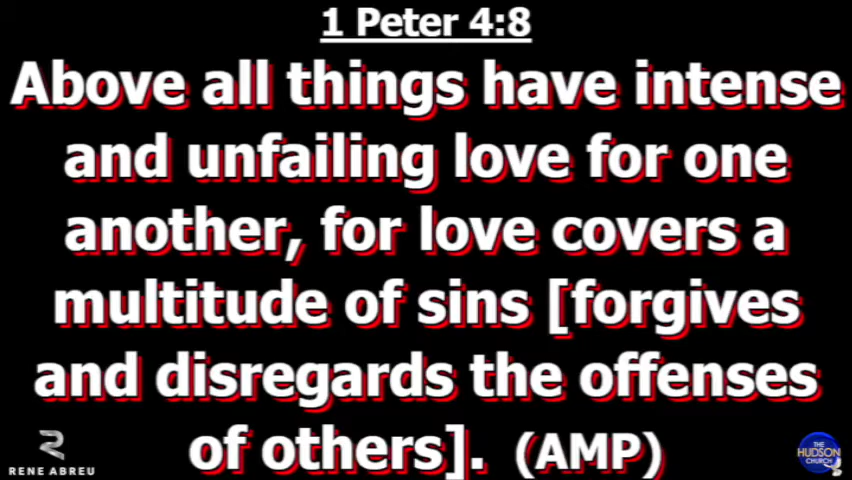 1 Peter 4:8
Above all things have intense
and unfailing love for one
another, for love covers a
multitude of sins [forgives
and disregards the offenses
of others]. (AMP)
RENE ABREU
THE
HUDSON
CHURCH